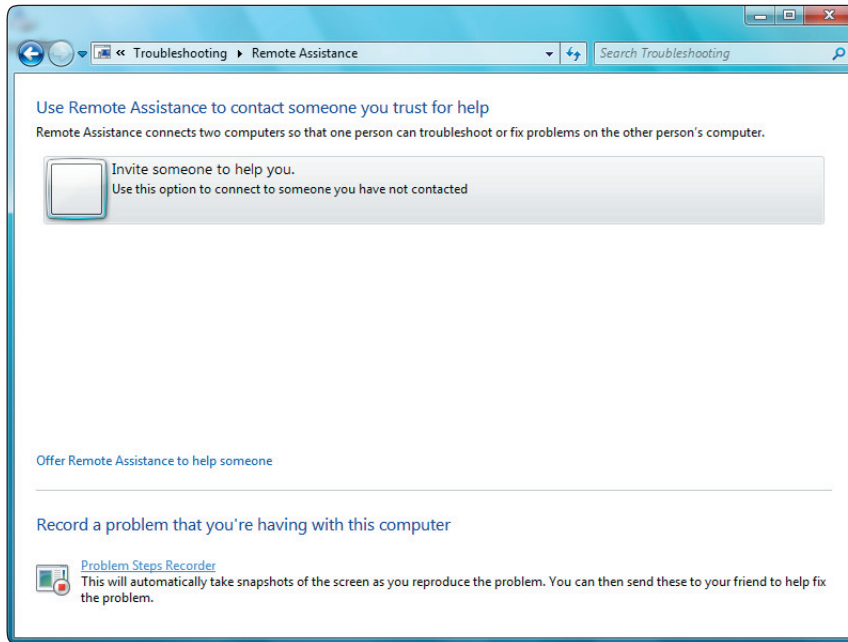 « Troubleshooting ▸ Remote Assistance
Search Troubleshooting
Use Remote Assistance to contact someone you trust for help
Remote Assistance connects two computers so that one person can troubleshoot or fix problems on the other person's computer.
Invite someone to help you.
Use this option to connect to someone you have not contacted
Offer Remote Assistance to help someone
Record a problem that you're having with this computer
Problem Steps Recorder
This will automatically take snapshots of the screen as you reproduce the problem. You can then send these to your friend to help fix
the problem.